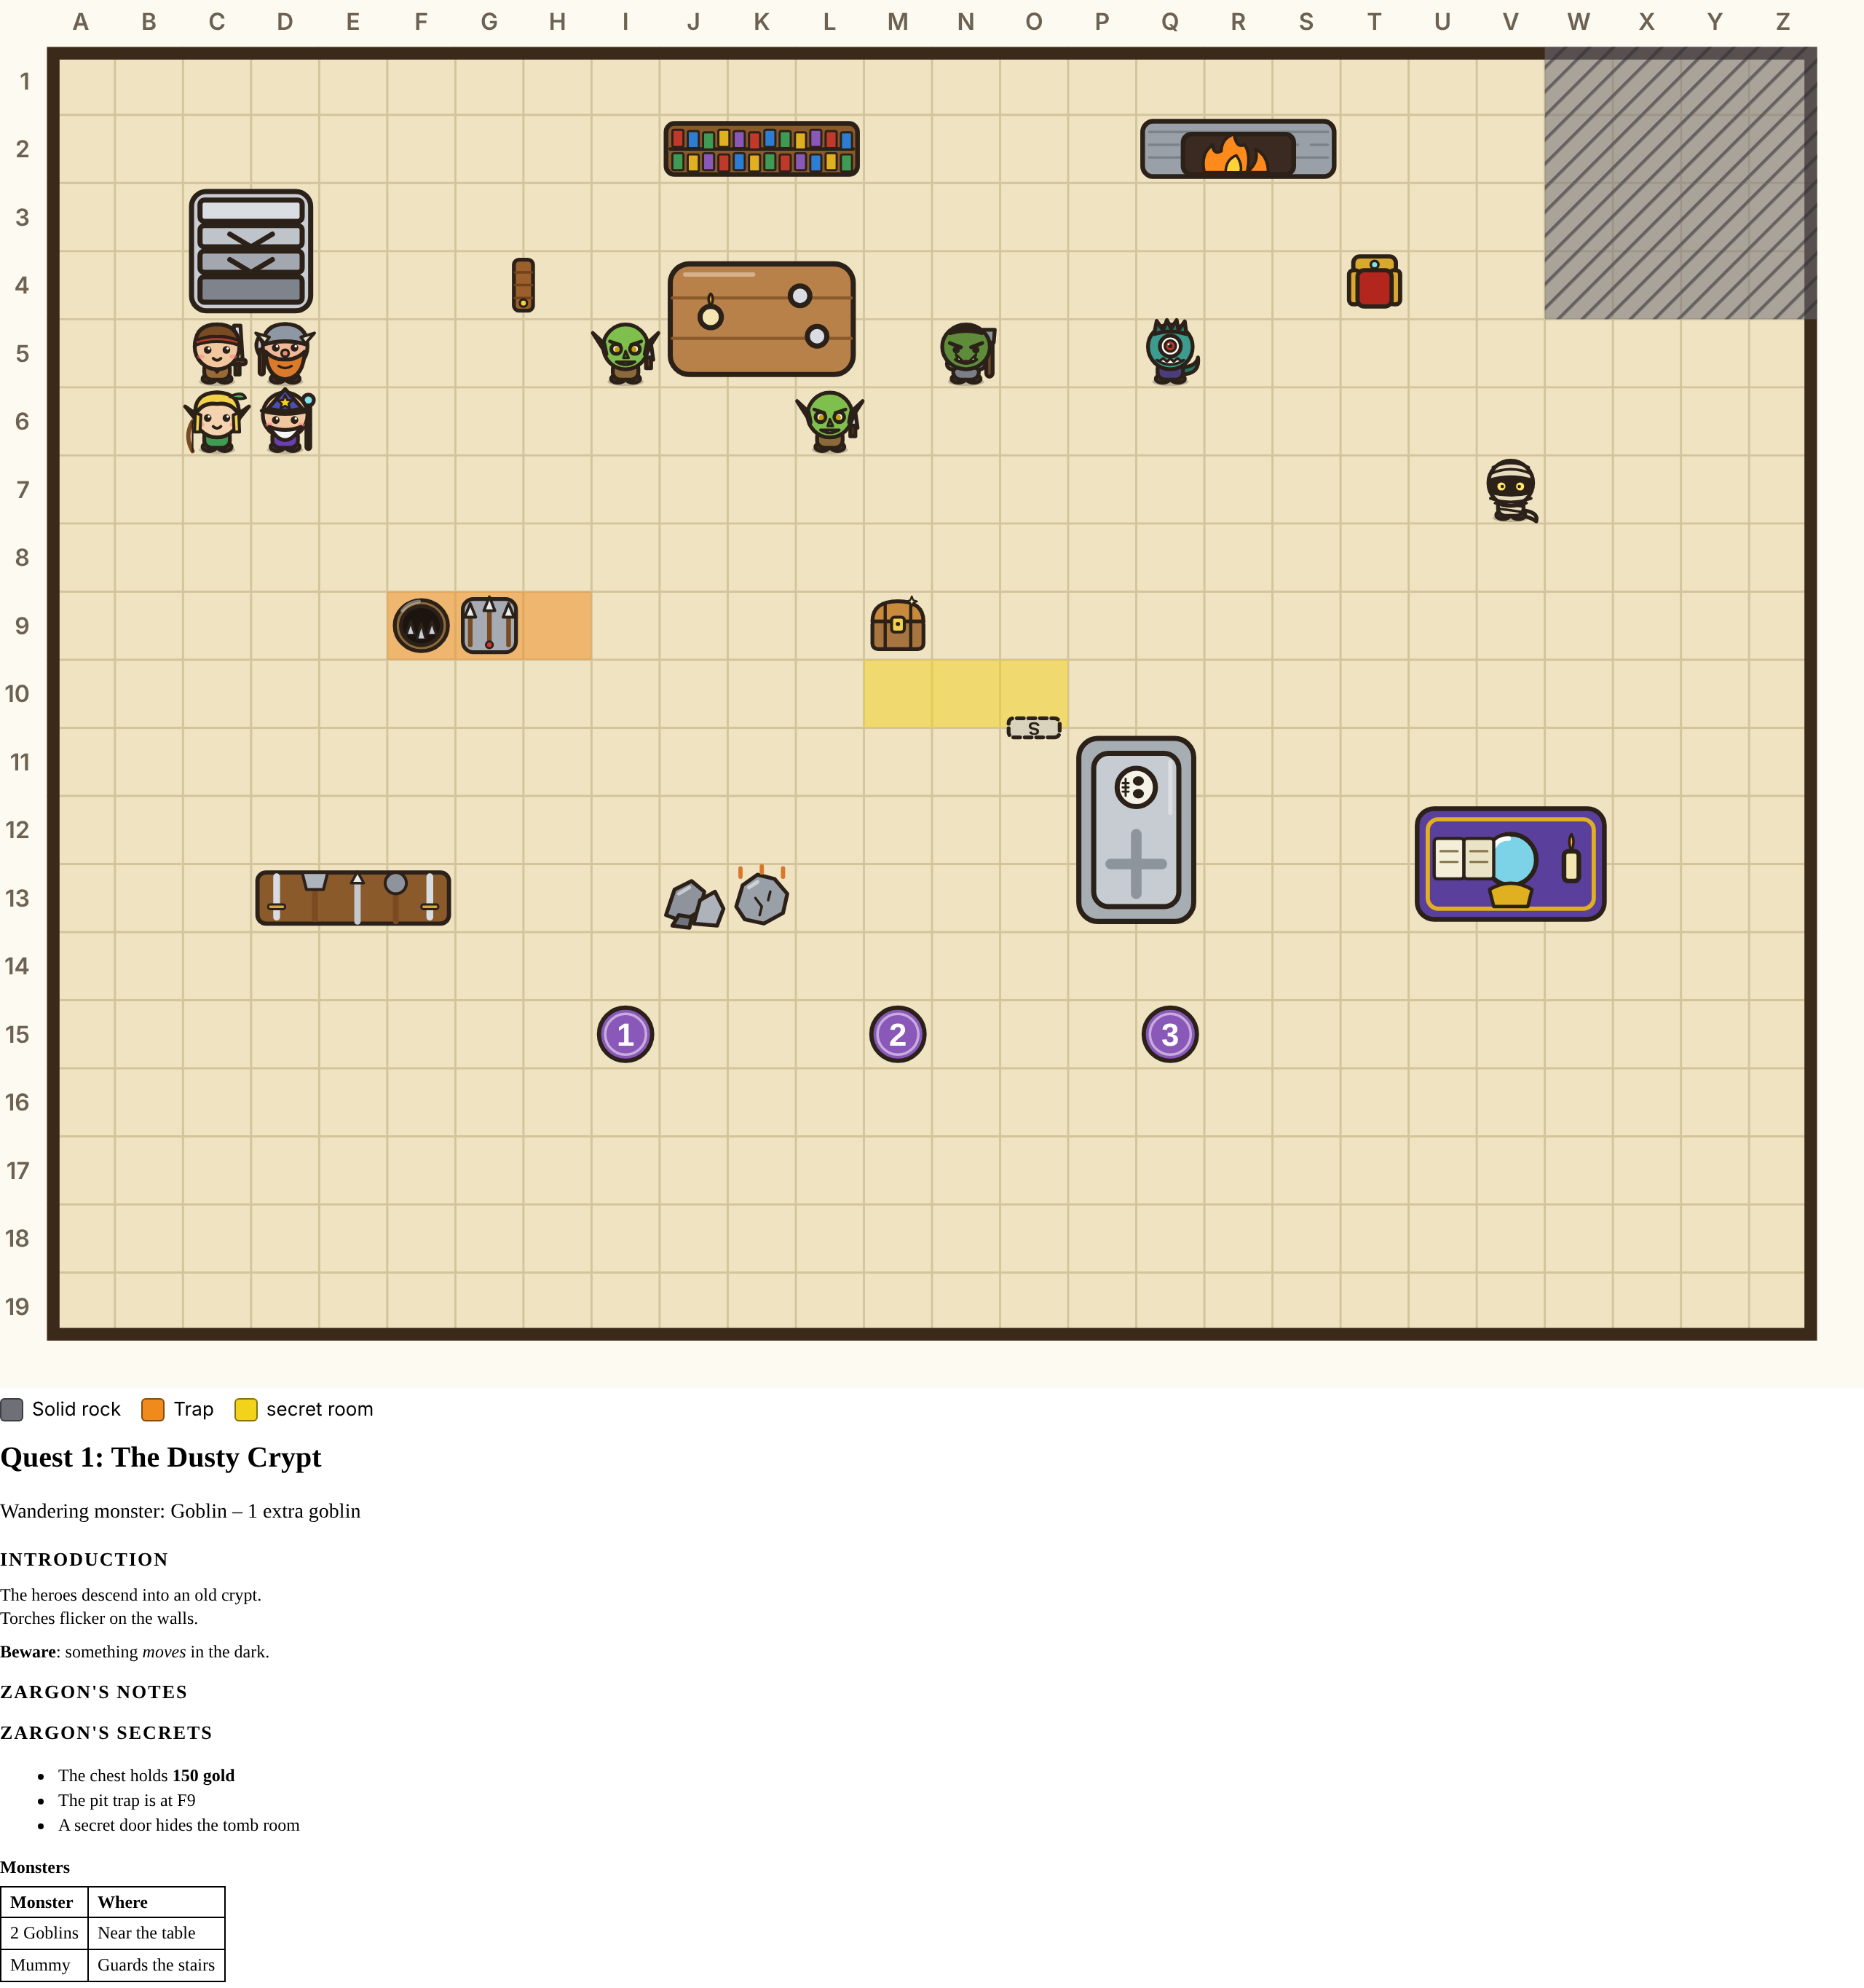 A B C D E F G H I J K L M N O P Q R S T U V W X Y Z
1
2
3
4
5
6
7
8
9
10
S
11
12
13
14
15 1 2 3
16
17
18
19
Solid rock Trap secret room
Quest 1: The Dusty Crypt
Wandering monster: Goblin – 1 extra goblin
INTRODUCTION
The heroes descend into an old crypt.
Torches flicker on the walls.
Beware: something moves in the dark.
ZARGON'S NOTES
ZARGON'S SECRETS
• The chest holds 150 gold
• The pit trap is at F9
• A secret door hides the tomb room
Monsters
Monster Where
2 Goblins Near the table
Mummy Guards the stairs